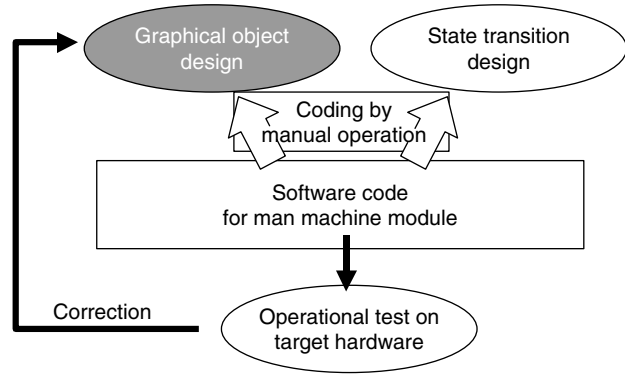 Graphical object
design
State transition
design
Coding by
manual operation
Software code
for man machine module
Correction
Operational test on
target hardware